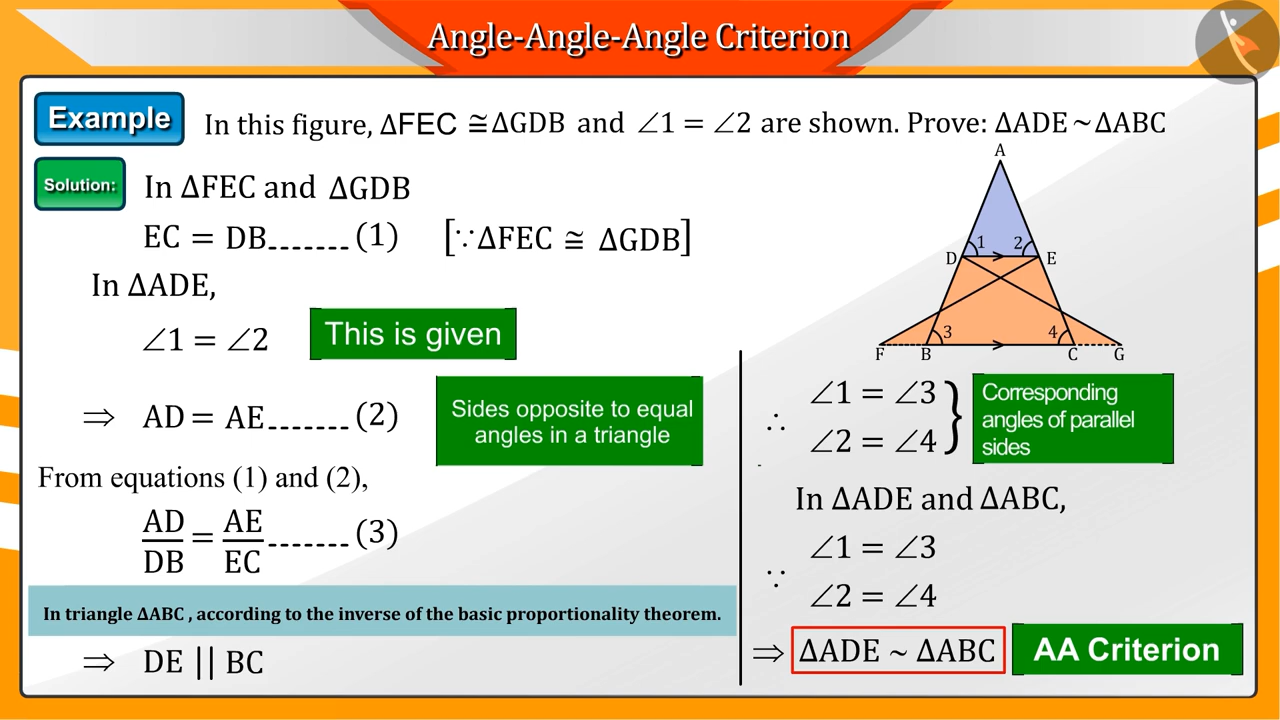 Angle-Angle-Angle Criterion
Example In this figure, ΔFEC ≅ ΔGDB and ∠1 = ∠2 are shown. Prove: ΔADE ~ ΔABC
Solution: In ΔFEC and ΔGDB
EC = DB------- (1) [∵ ΔFEC ≅ ΔGDB]
In ΔADE,
∠1 = ∠2 This is given
⇒ AD = AE------- (2)
Sides opposite to equal
angles in a triangle
From equations (1) and (2),
AD/DB = AE/EC ------- (3)
In triangle ΔABC , according to the inverse of the basic proportionality theorem.
⇒ DE || BC
A
1 2
D E
3 4
F B C G
∴ ∠1 = ∠3
∠2 = ∠4 }
Corresponding
angles of parallel
sides
In ΔADE and ΔABC,
∵ ∠1 = ∠3
∠2 = ∠4
⇒ ΔADE ~ ΔABC AA Criterion